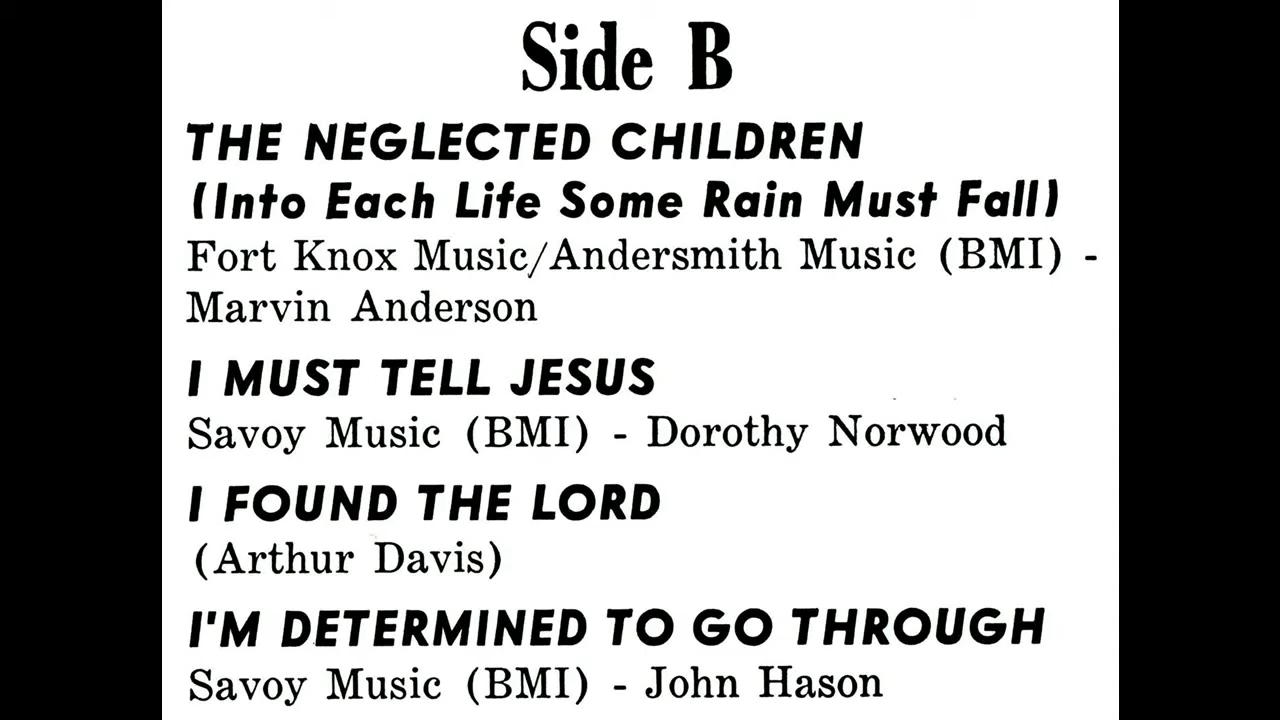 Side B
THE NEGLECTED CHILDREN
(Into Each Life Some Rain Must Fall)
Fort Knox Music/Andersmith Music (BMI) -
Marvin Anderson
I MUST TELL JESUS
Savoy Music (BMI) - Dorothy Norwood
I FOUND THE LORD
(Arthur Davis)
I'M DETERMINED TO GO THROUGH
Savoy Music (BMI) - John Hason